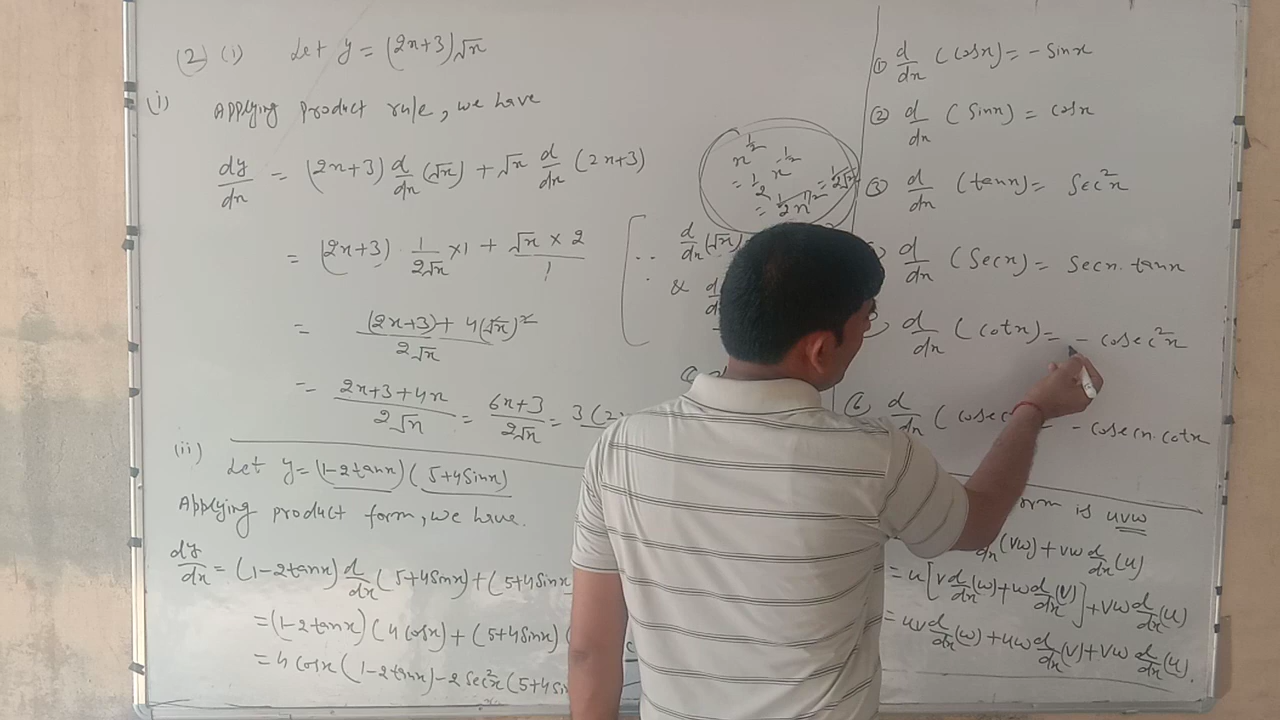 (2) (i) Let y = (2x+3)√x
(i) Applying product rule, we have
dy/dx = (2x+3) d/dx (√x) + √x d/dx (2x+3)
= (2x+3) . 1/2√x × 1 + √x × 2/1
= (2x+3) + 4(√x)²/2√x
= 2x+3+4x/2√x = 6x+3/2√x = 3(2
(ii) Let y = (1-2tanx)(5+4sinx)
Applying product form, we have.
dy/dx = (1-2tanx) d/dx (5+4sinx) + (5+4sinx
= (1-2tanx) (4cosx) + (5+4sinx) (
= 4cosx (1-2tanx) - 2sec²x (5+4sin
x^1/2
= 1/2 x^-1/2
= 1/2x^1/2 = 1/2√x
∵ d/dx (√x)
& d
① d/dx (cosx) = - sinx
② d/dx (sinx) = cosx
③ d/dx (tanx) = sec²x
d/dx (secx) = secx. tanx
d/dx (cotx) = - cosec²x
⑥ d/dx (cosec - cosecx. cotx
orm is uvw
d/dx (vw) + vw d/dx (u)
= u [v d/dx (w) + w d/dx (v)] + vw d/dx (u)
= uv d/dx (w) + uw d/dx (v) + vw d/dx (u).